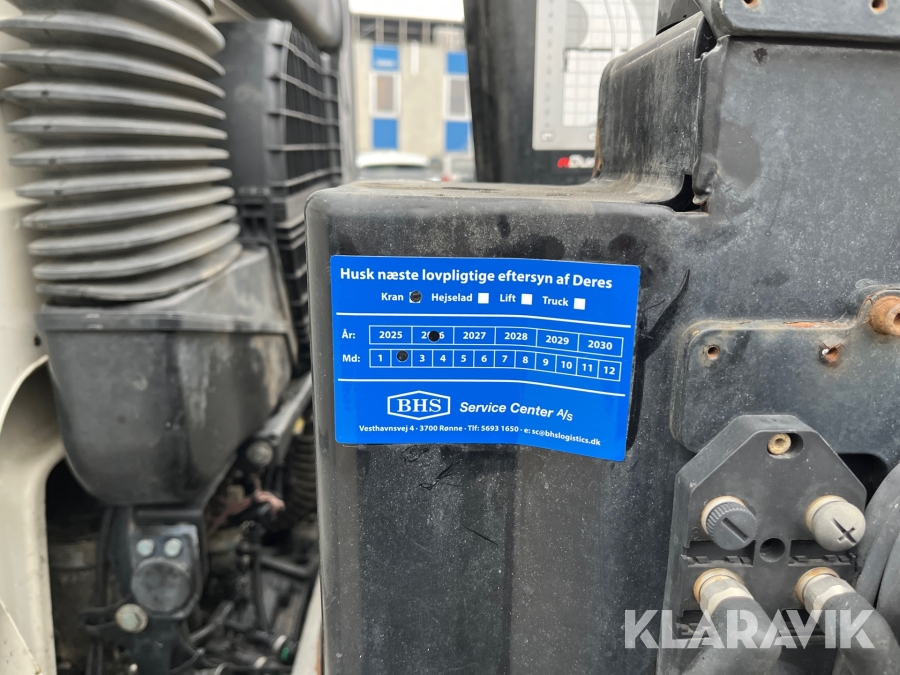 Husk næste lovpligtige eftersyn af Deres
Kran Hejselad Lift Truck
År: 2025 2026 2027 2028 2029 2030
Md: 1 3 4 5 6 7 8 9 10 11 12
BHS Service Center A/S
Vesthavnsvej 4 · 3700 Rønne · Tlf: 5693 1650 · e: sc@bhslogistics.dk
KLARAVIK